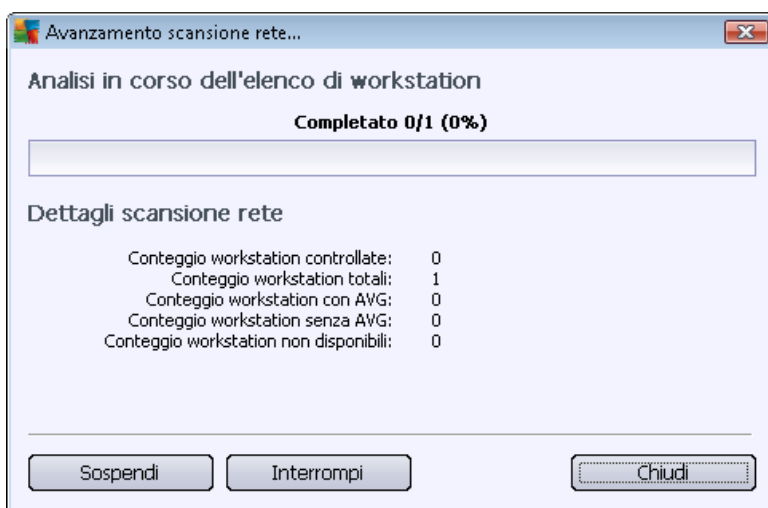 Avanzamento scansione rete...
Analisi in corso dell'elenco di workstation
Completato 0/1 (0%)
Dettagli scansione rete
Conteggio workstation controllate: 0
Conteggio workstation totali: 1
Conteggio workstation con AVG: 0
Conteggio workstation senza AVG: 0
Conteggio workstation non disponibili: 0
Sospendi Interrompi Chiudi